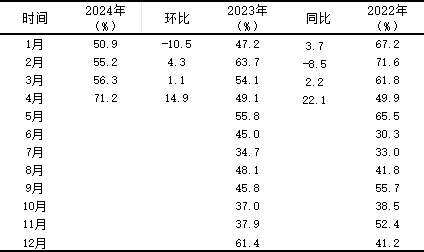 时间 2024年（%） 环比 2023年（%） 同比 2022年（%）
1月 50.9 -10.5 47.2 3.7 67.2
2月 55.2 4.3 63.7 -8.5 71.6
3月 56.3 1.1 54.1 2.2 61.8
4月 71.2 14.9 49.1 22.1 49.9
5月 55.8 65.5
6月 45.0 30.3
7月 34.7 33.0
8月 48.1 41.8
9月 45.8 55.7
10月 37.0 38.5
11月 37.9 52.4
12月 61.4 41.2